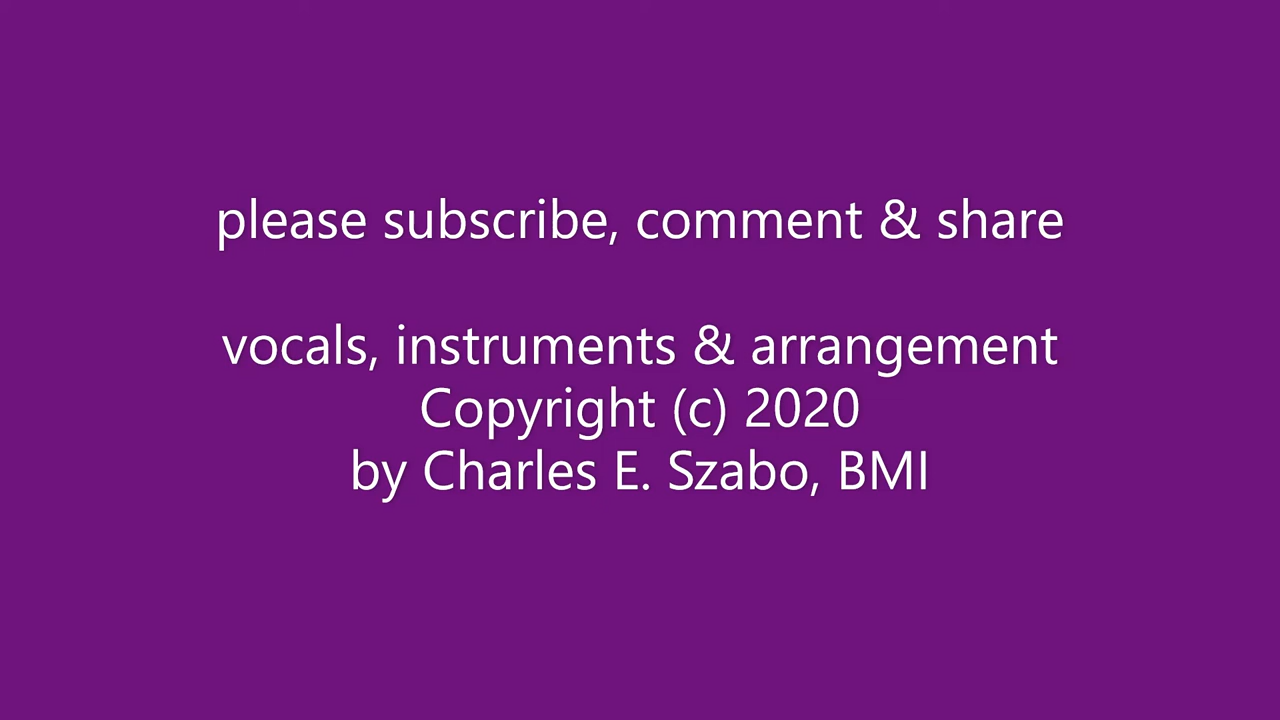 please subscribe, comment & share
vocals, instruments & arrangement
Copyright (c) 2020
by Charles E. Szabo, BMI